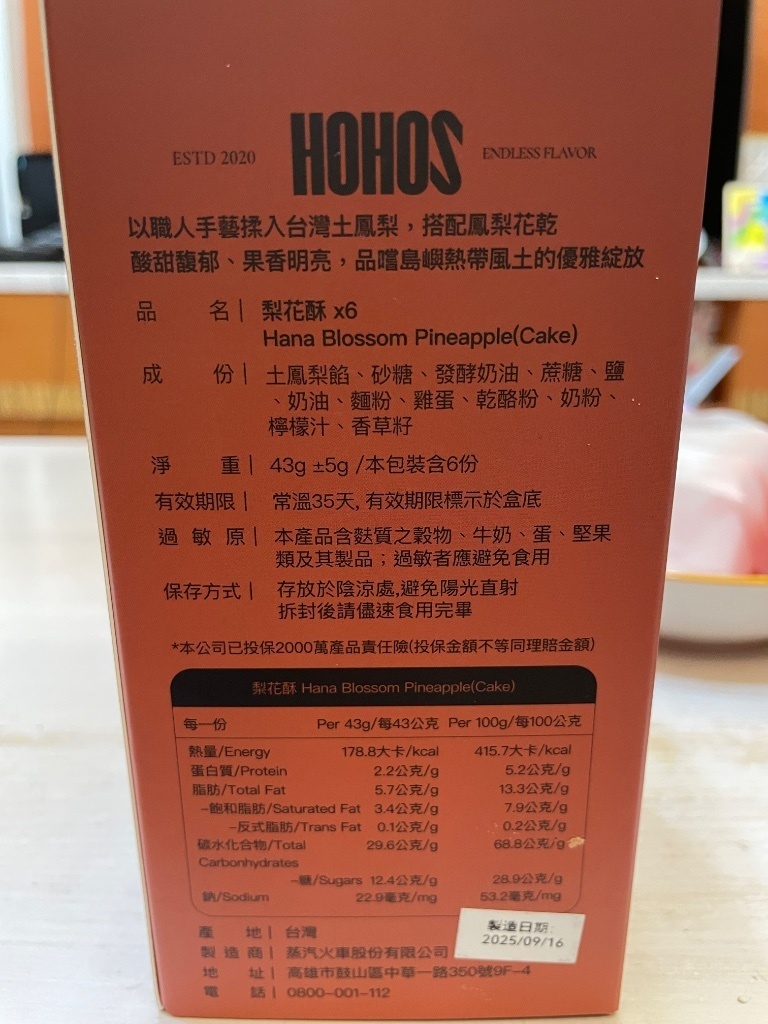 ESTD 2020 HOHOS ENDLESS FLAVOR
以職人手藝揉入台灣土鳳梨，搭配鳳梨花乾
酸甜馥郁、果香明亮，品嚐島嶼熱帶風土的優雅綻放
品 名｜ 梨花酥 x6
Hana Blossom Pineapple(Cake)
成 份｜ 土鳳梨餡、砂糖、發酵奶油、蔗糖、鹽
、奶油、麵粉、雞蛋、乾酪粉、奶粉、
檸檬汁、香草籽
淨 重｜ 43g ±5g /本包裝含6份
有效期限｜ 常溫35天, 有效期限標示於盒底
過 敏 原｜ 本產品含麩質之穀物、牛奶、蛋、堅果
類及其製品；過敏者應避免食用
保存方式｜ 存放於陰涼處,避免陽光直射
拆封後請儘速食用完畢
*本公司已投保2000萬產品責任險(投保金額不等同理賠金額)
梨花酥 Hana Blossom Pineapple(Cake)
每一份 Per 43g/每43公克 Per 100g/每100公克
熱量/Energy 178.8大卡/kcal 415.7大卡/kcal
蛋白質/Protein 2.2公克/g 5.2公克/g
脂肪/Total Fat 5.7公克/g 13.3公克/g
-飽和脂肪/Saturated Fat 3.4公克/g 7.9公克/g
-反式脂肪/Trans Fat 0.1公克/g 0.2公克/g
碳水化合物/Total 29.6公克/g 68.8公克/g
Carbonhydrates
-糖/Sugars 12.4公克/g 28.9公克/g
鈉/Sodium 22.9毫克/mg 53.2毫克/mg
製造日期:
2025/09/16
產 地｜ 台灣
製 造 商｜ 蒸汽火車股份有限公司
地 址｜ 高雄市鼓山區中華一路350號9F-4
電 話｜ 0800-001-112